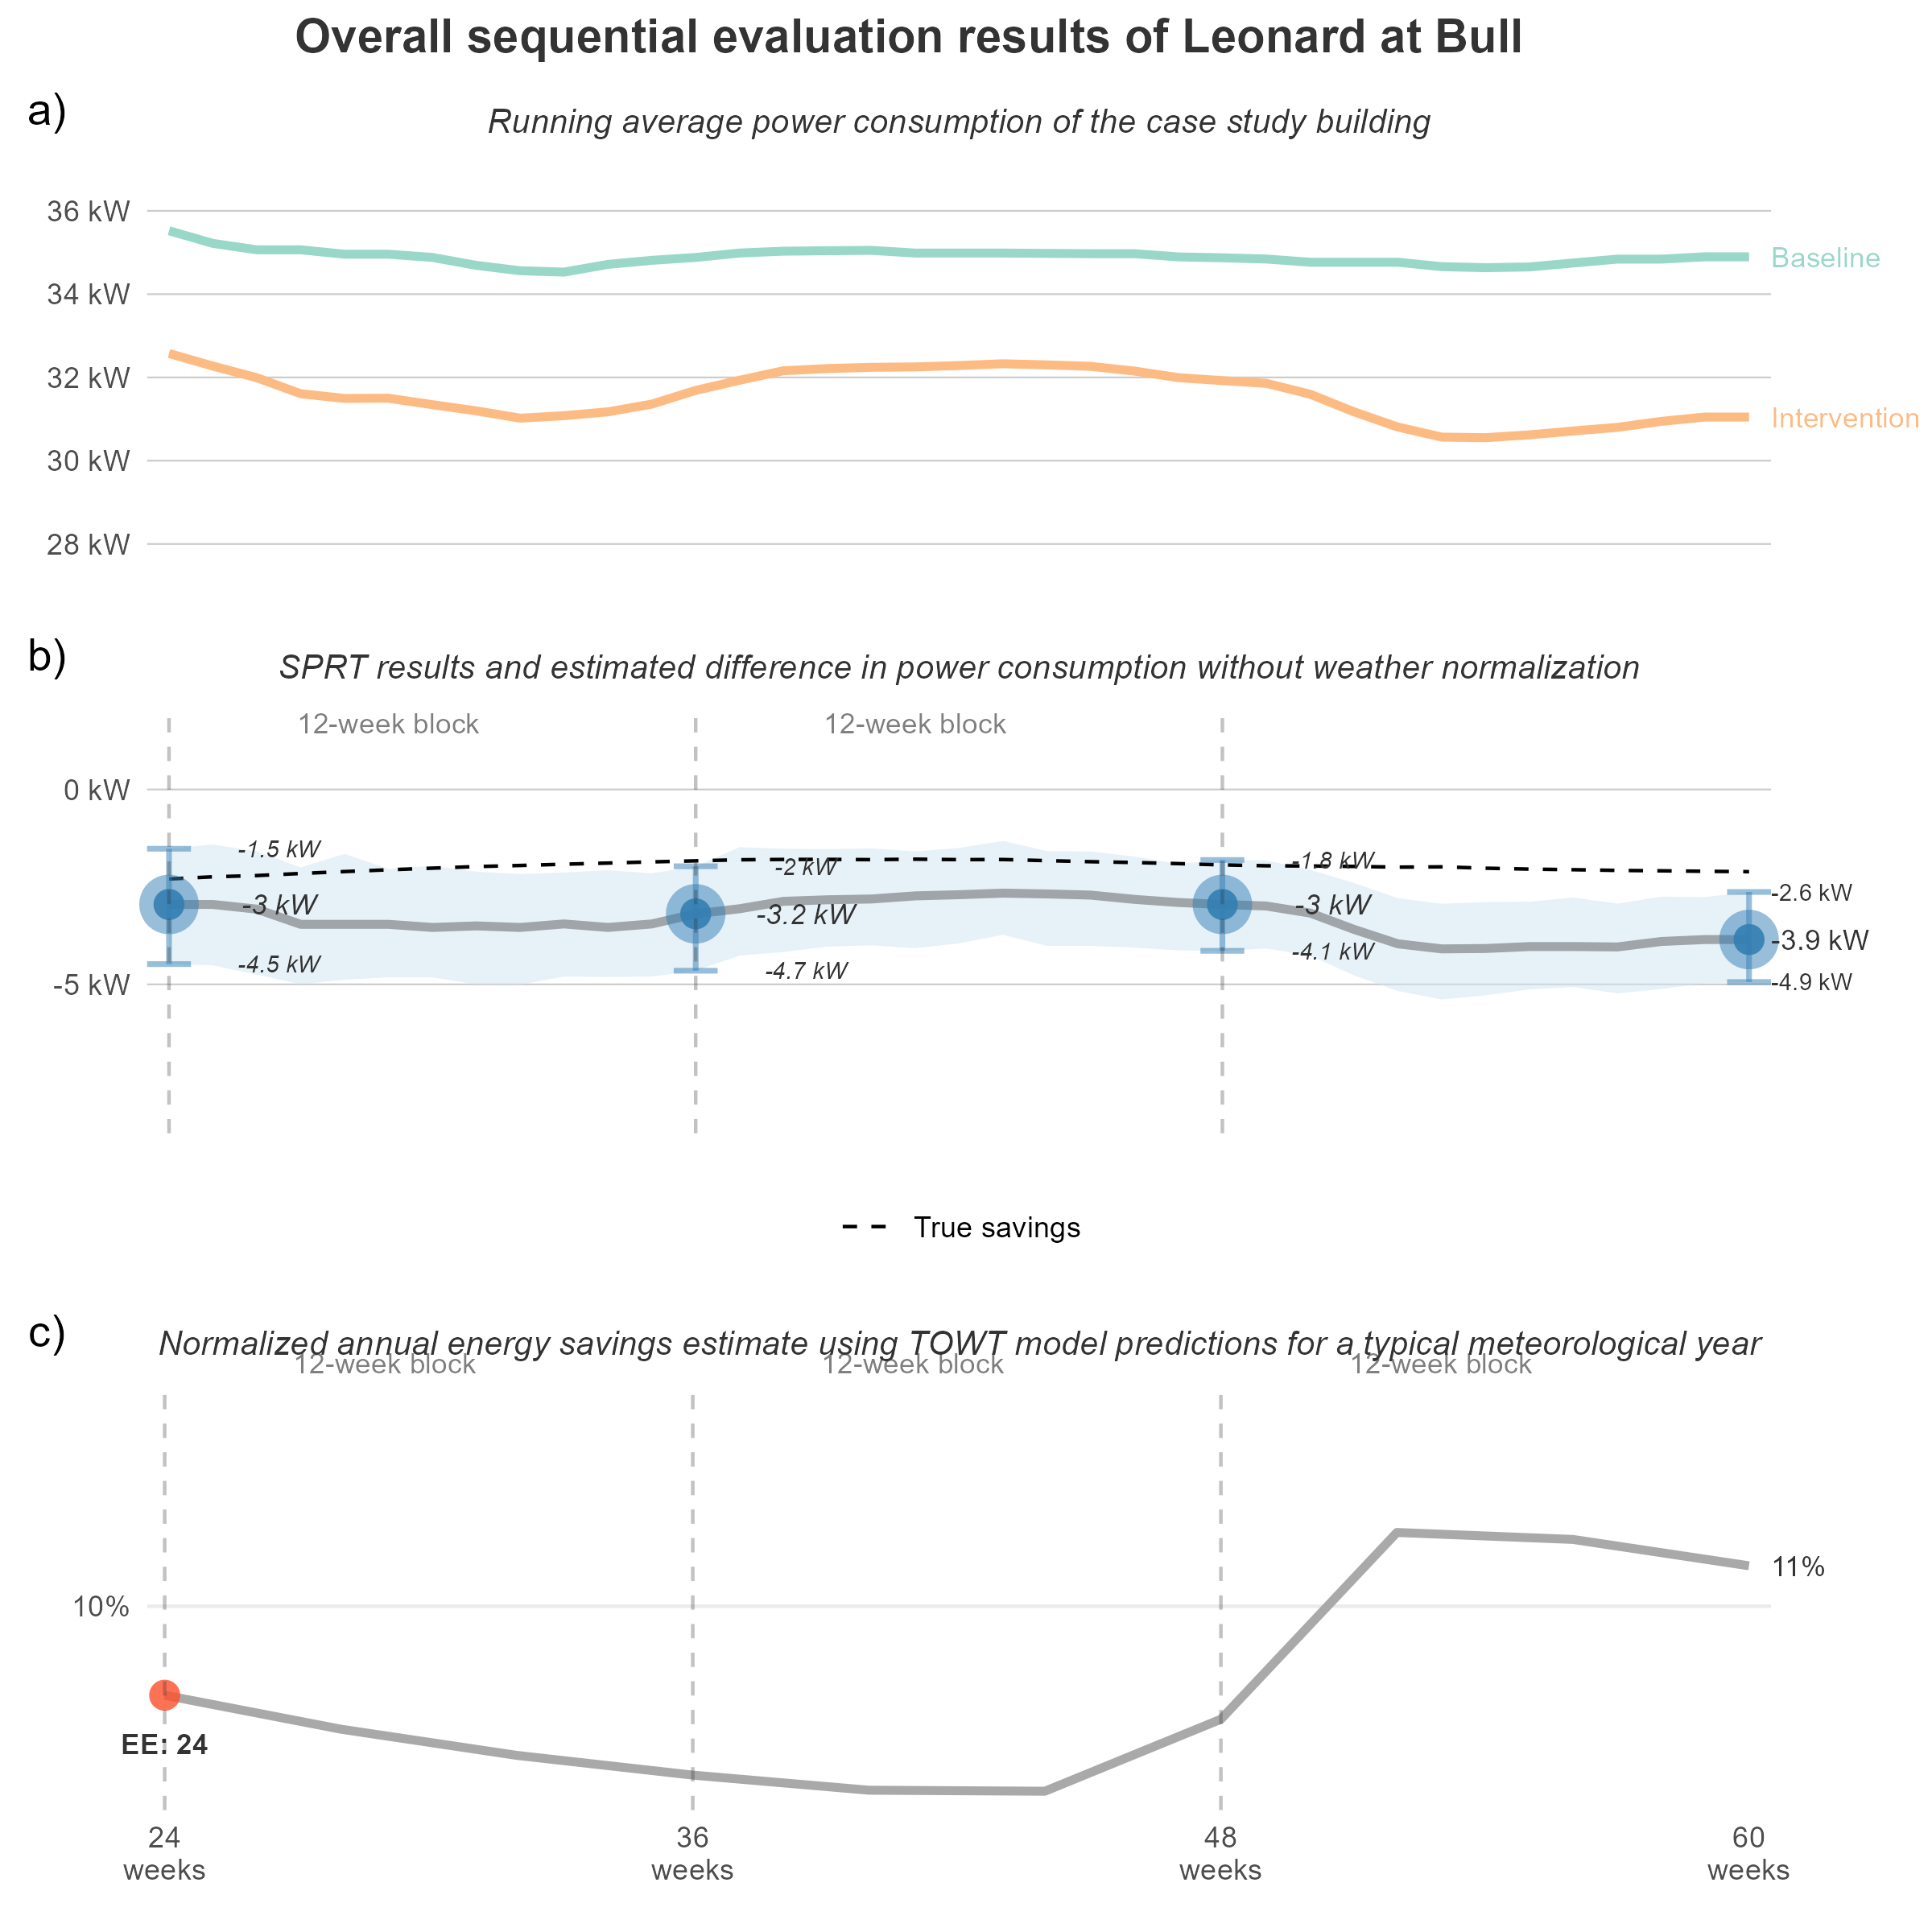 Overall sequential evaluation results of Leonard at Bull
a)
Running average power consumption of the case study building
36 kW
34 kW
32 kW
30 kW
28 kW
Baseline
Intervention
b)
SPRT results and estimated difference in power consumption without weather normalization
12-week block
12-week block
0 kW
-5 kW
-1.5 kW
-3 kW
-4.5 kW
-2 kW
-3.2 kW
-4.7 kW
-1.8 kW
-3 kW
-4.1 kW
-2.6 kW
-3.9 kW
-4.9 kW
True savings
c)
Normalized annual energy savings estimate using TOWT model predictions for a typical meteorological year
12-week block
12-week block
12-week block
10%
11%
EE: 24
24
weeks
36
weeks
48
weeks
60
weeks